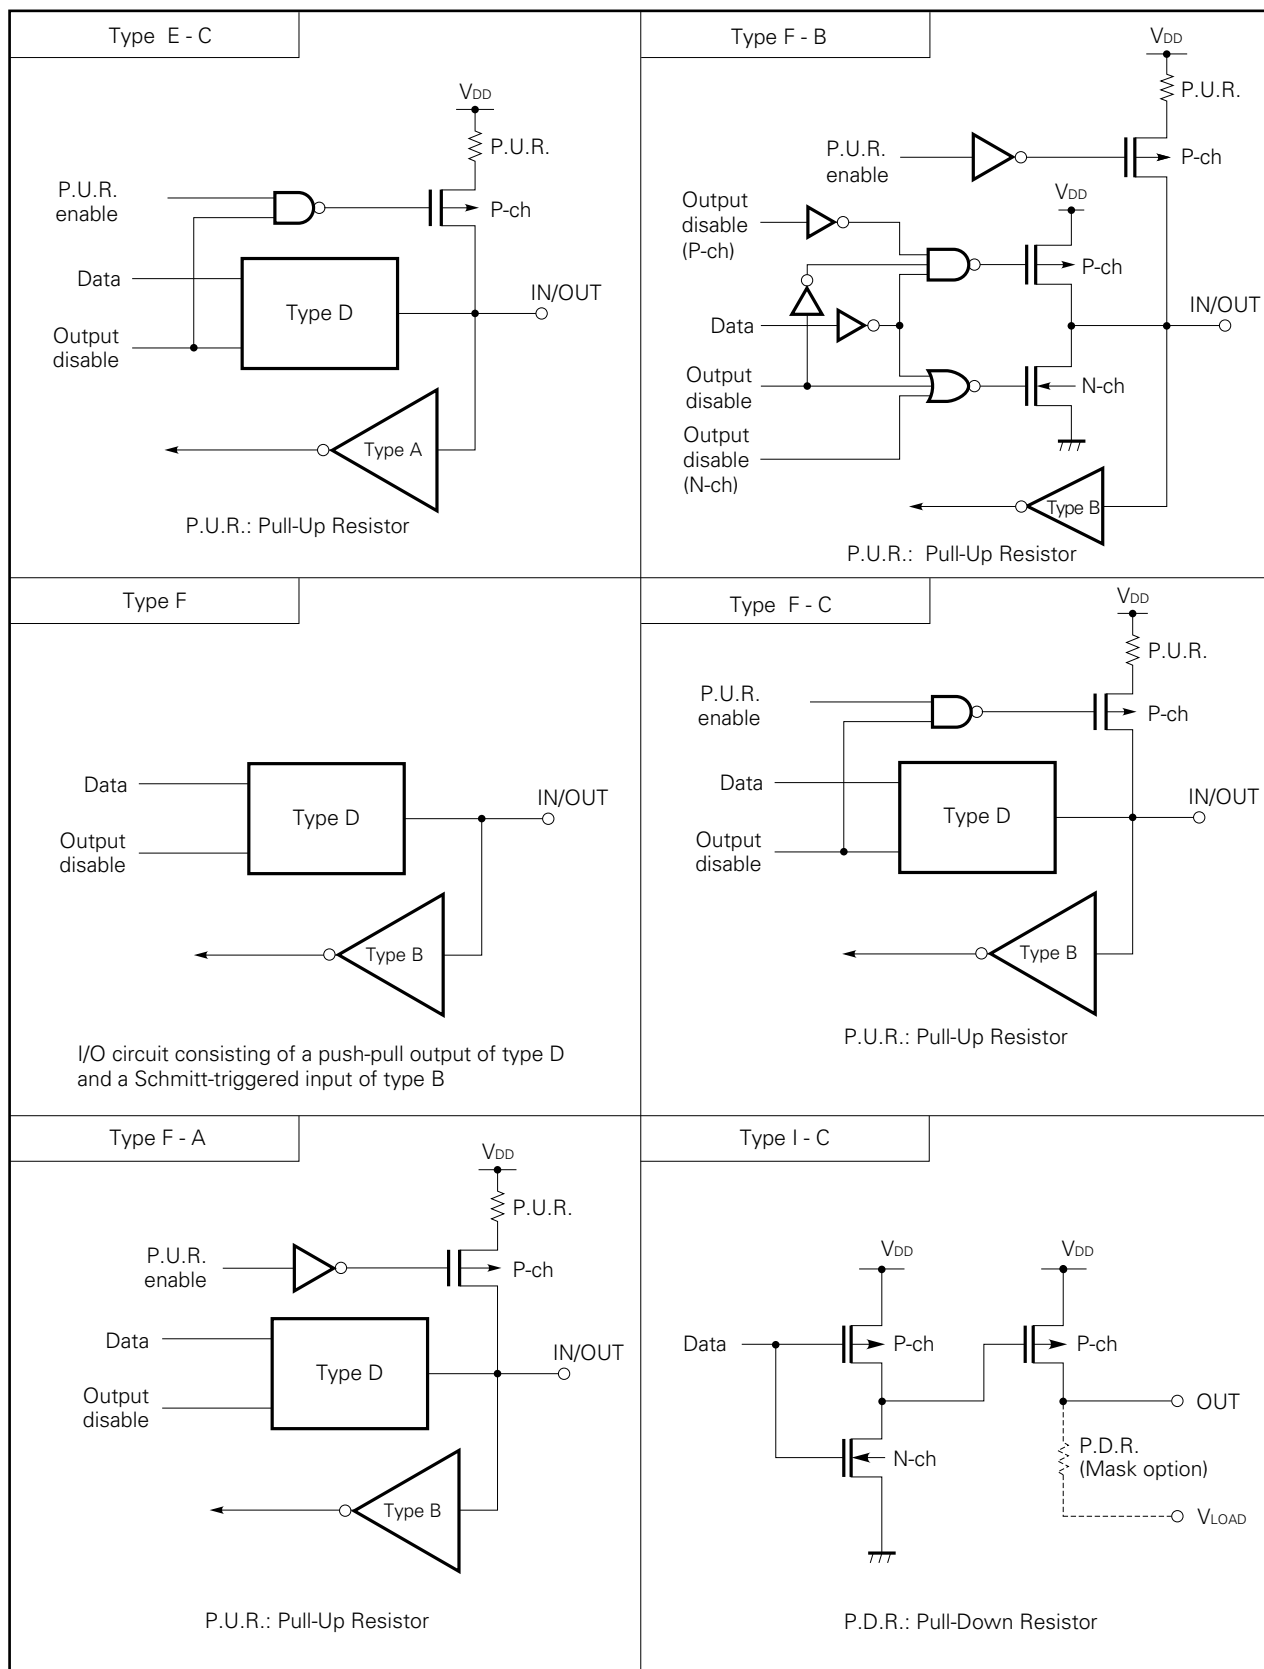 Type E - C
VDD
P.U.R.
P.U.R.
enable
P-ch
Data
Type D
IN/OUT
Output
disable
Type A
P.U.R.: Pull-Up Resistor
Type F - B
VDD
P.U.R.
P.U.R.
enable
P-ch
Output
disable
(P-ch)
VDD
P-ch
IN/OUT
Data
Output
disable
N-ch
Output
disable
(N-ch)
Type B
P.U.R.: Pull-Up Resistor
Type F
Data
Type D
IN/OUT
Output
disable
Type B
I/O circuit consisting of a push-pull output of type D
and a Schmitt-triggered input of type B
Type F - C
VDD
P.U.R.
P.U.R.
enable
P-ch
Data
Type D
IN/OUT
Output
disable
Type B
P.U.R.: Pull-Up Resistor
Type F - A
VDD
P.U.R.
P.U.R.
enable
P-ch
Data
Type D
IN/OUT
Output
disable
Type B
P.U.R.: Pull-Up Resistor
Type I - C
VDD
VDD
Data
P-ch
P-ch
OUT
N-ch
P.D.R.
(Mask option)
VLOAD
P.D.R.: Pull-Down Resistor